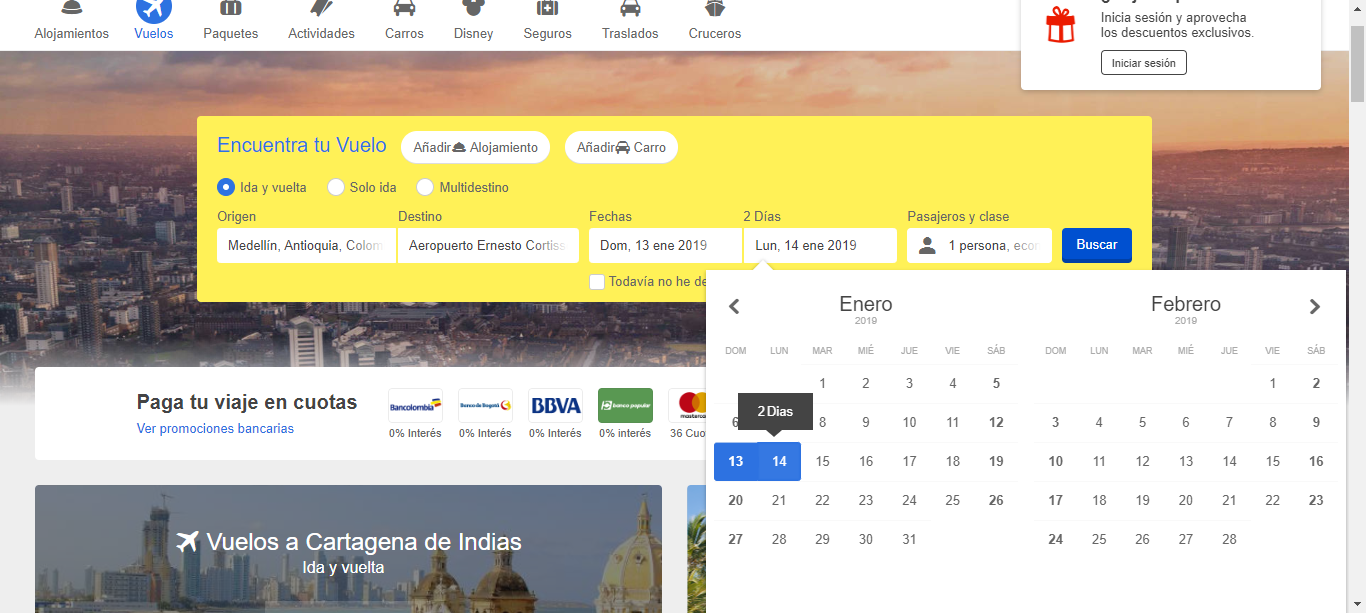 Alojamientos
Vuelos
Paquetes
Actividades
Carros
Disney
Seguros
Traslados
Cruceros
Inicia sesión y aprovecha
los descuentos exclusivos.
Iniciar sesión
Encuentra tu Vuelo
Añadir Alojamiento
Añadir Carro
Ida y vuelta
Solo ida
Multidestino
Origen
Destino
Fechas
2 Días
Pasajeros y clase
Medellín, Antioquia, Colom
Aeropuerto Ernesto Cortiss
Dom, 13 ene 2019
Lun, 14 ene 2019
1 persona, econ
Buscar
Todavía no he de
Paga tu viaje en cuotas
Ver promociones bancarias
Bancolombia
0% Interés
Banco de Bogotá
0% Interés
BBVA
0% Interés
banco popular
0% interés
mastercard
36 Cuo
Enero
2019
DOM LUN MAR MIÉ JUE VIE SÁB
1 2 3 4 5
2 Dias
6 8 9 10 11 12
13 14 15 16 17 18 19
20 21 22 23 24 25 26
27 28 29 30 31
Febrero
2019
DOM LUN MAR MIÉ JUE VIE SÁB
1 2
3 4 5 6 7 8 9
10 11 12 13 14 15 16
17 18 19 20 21 22 23
24 25 26 27 28
Vuelos a Cartagena de Indias
Ida y vuelta